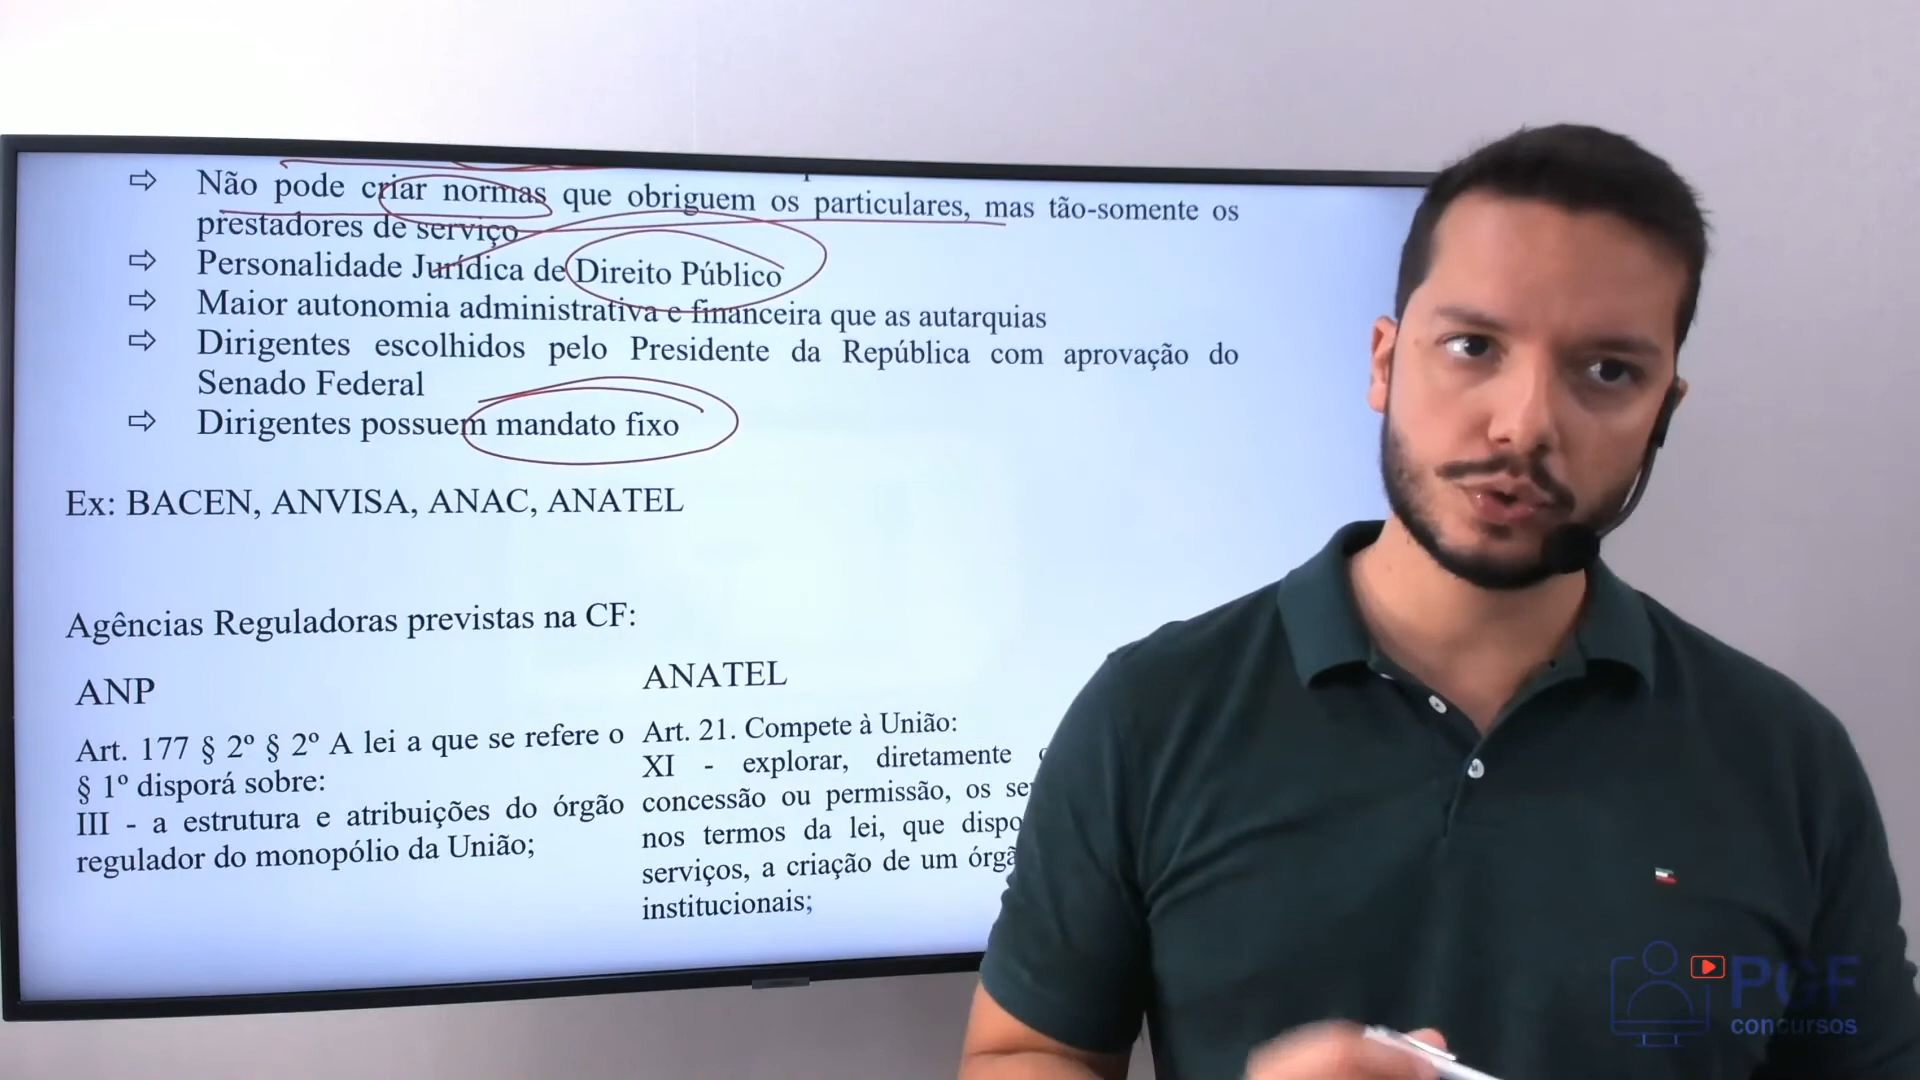 ⇨ Não pode criar normas que obriguem os particulares, mas tão-somente os
prestadores de serviço
⇨ Personalidade Jurídica de Direito Público
⇨ Maior autonomia administrativa e financeira que as autarquias
⇨ Dirigentes escolhidos pelo Presidente da República com aprovação do
Senado Federal
⇨ Dirigentes possuem mandato fixo
Ex: BACEN, ANVISA, ANAC, ANATEL
Agências Reguladoras previstas na CF:
ANP
Art. 177 § 2º § 2º A lei a que se refere o
§ 1º disporá sobre:
III - a estrutura e atribuições do órgão
regulador do monopólio da União;
ANATEL
Art. 21. Compete à União:
XI - explorar, diretamente
concessão ou permissão, os
nos termos da lei, que
serviços, a criação de um
institucionais;
PGF
concursos